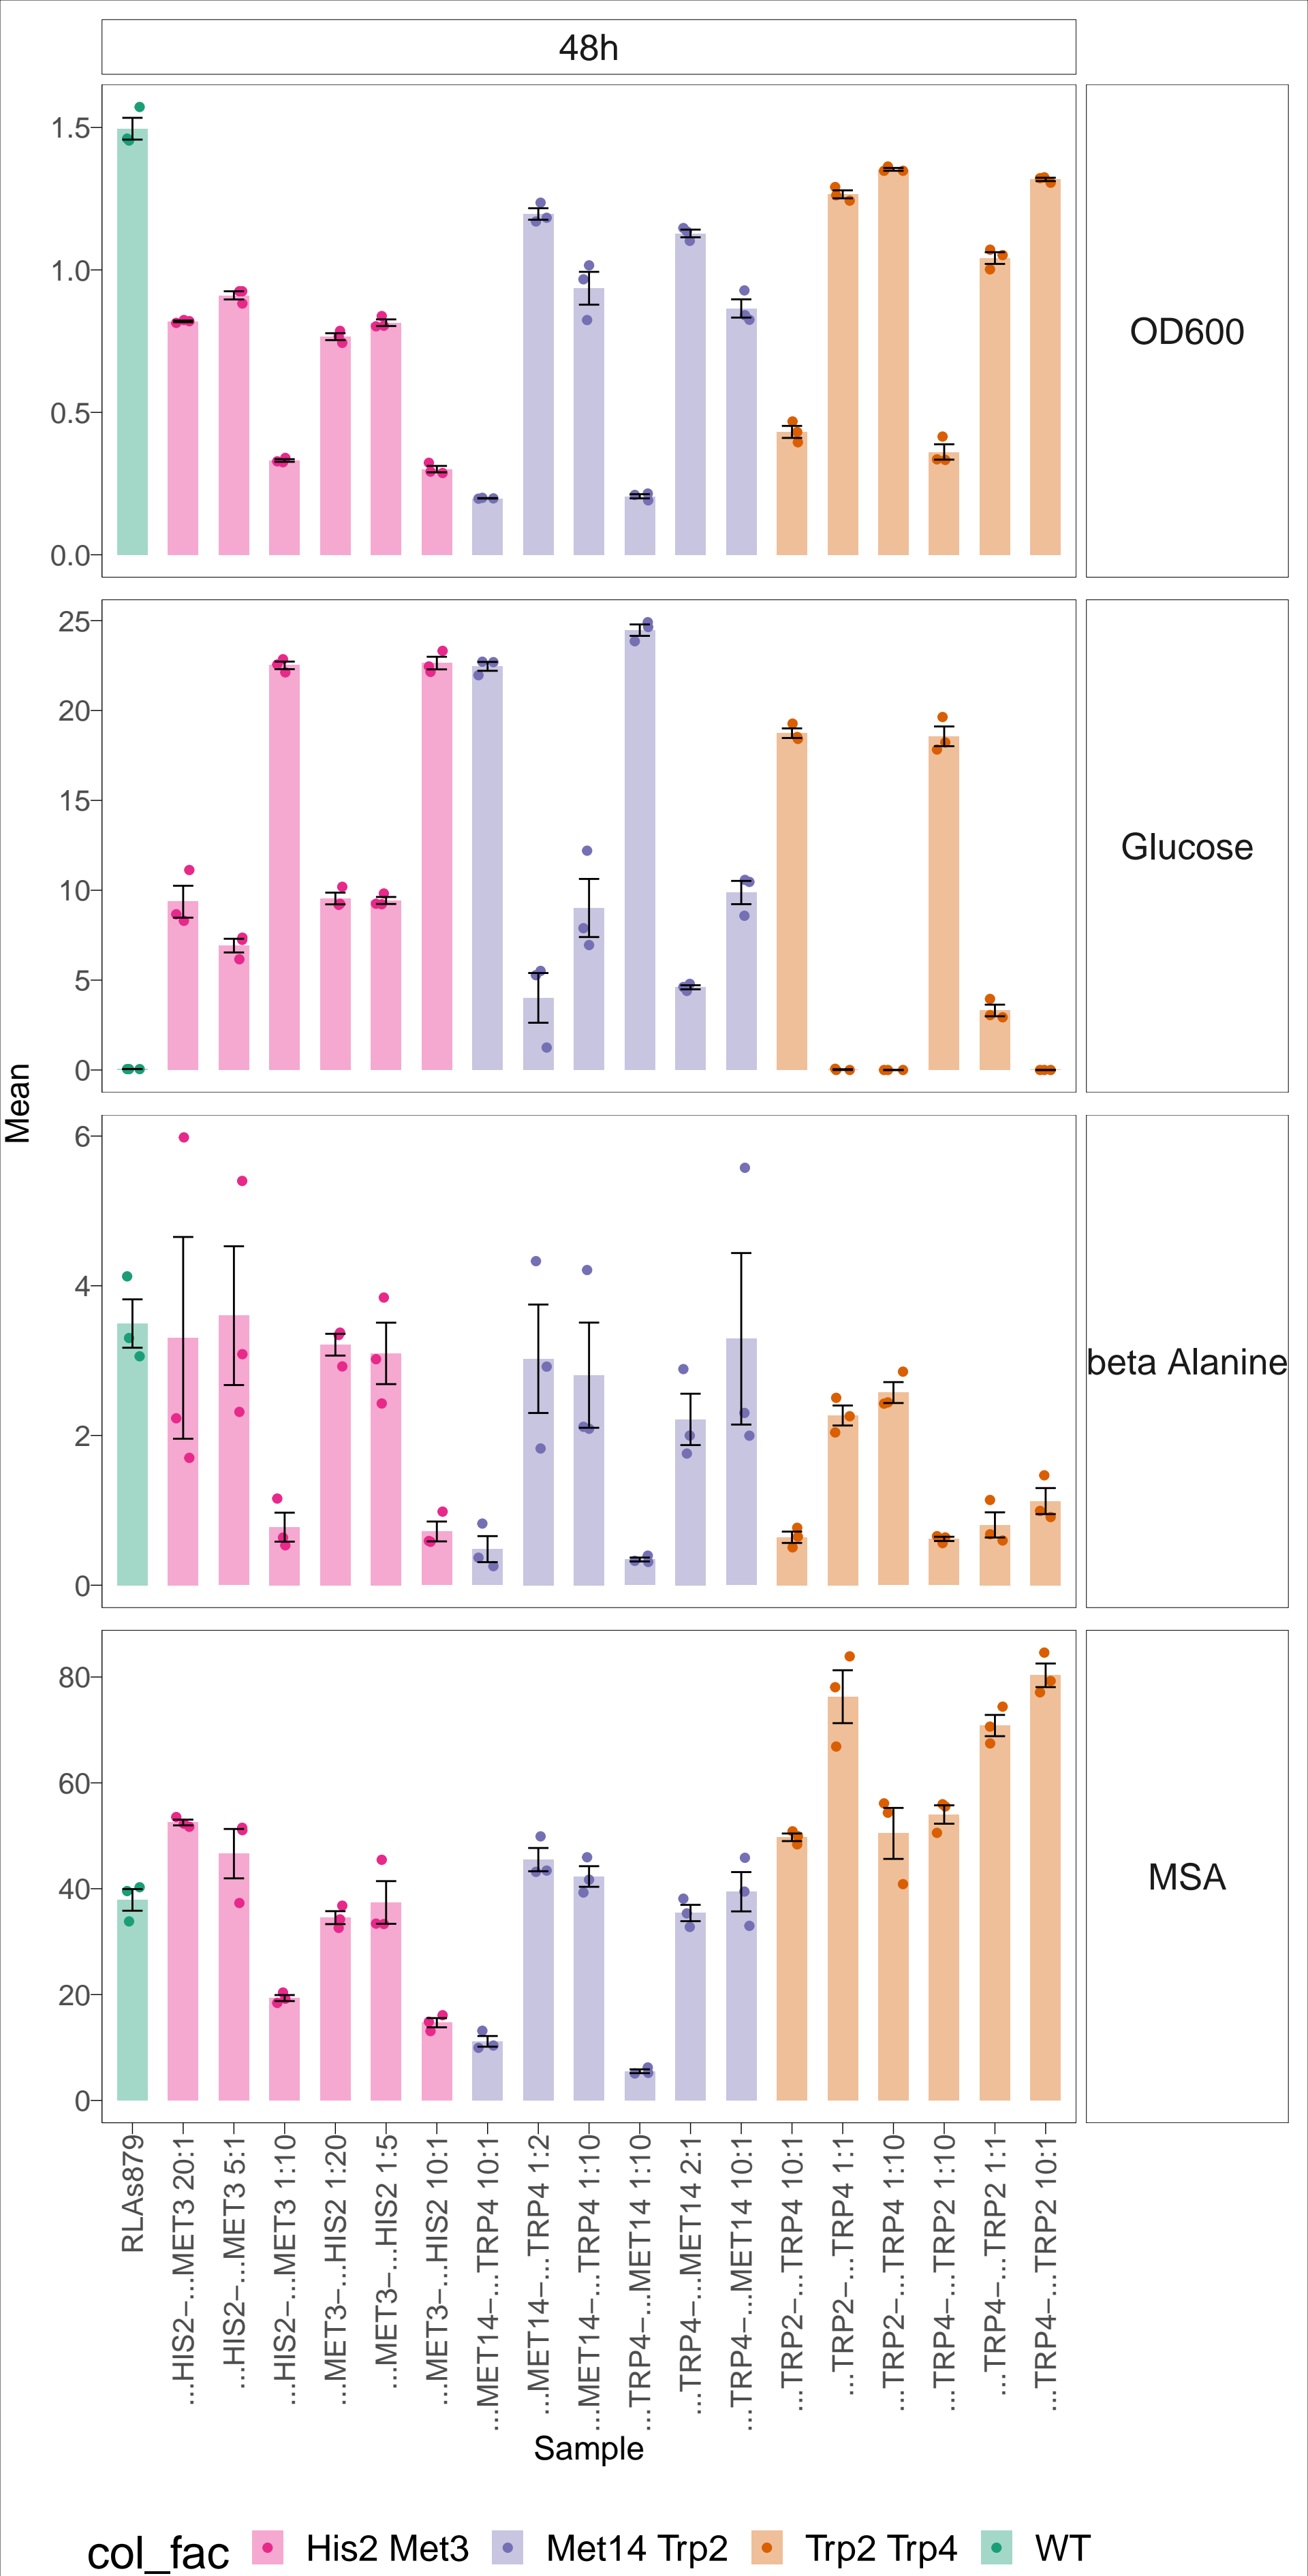 48h
1.5
1.0
0.5
0.0
OD600
25
20
15
10
5
0
Glucose
Mean
6
4
2
0
beta Alanine
80
60
40
20
0
MSA
RLAs879
...HIS2−...MET3 20:1
...HIS2−...MET3 5:1
...HIS2−...MET3 1:10
...MET3−...HIS2 1:20
...MET3−...HIS2 1:5
...MET3−...HIS2 10:1
...MET14−...TRP4 10:1
...MET14−...TRP4 1:2
...MET14−...TRP4 1:10
...TRP4−...MET14 1:10
...TRP4−...MET14 2:1
...TRP4−...MET14 10:1
...TRP2−...TRP4 10:1
...TRP2−...TRP4 1:1
...TRP2−...TRP4 1:10
...TRP4−...TRP2 1:10
...TRP4−...TRP2 1:1
...TRP4−...TRP2 10:1
Sample
col_fac His2 Met3 Met14 Trp2 Trp2 Trp4 WT